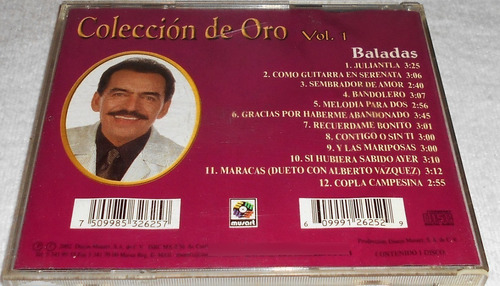 Colección de Oro Vol. 1
Baladas
1. JULIANTLA 3:25
2. COMO GUITARRA EN SERENATA 3:06
3. SEMBRADOR DE AMOR 2:40
4. BANDOLERO 3:07
5. MELODIA PARA DOS 2:56
6. GRACIAS POR HABERME ABANDONADO 3:45
7. RECUERDAME BONITO 3:01
8. CONTIGO O SIN TI 3:00
9. Y LAS MARIPOSAS 3:00
10. SI HUBIERA SABIDO AYER 3:10
11. MARACAS (DUETO CON ALBERTO VAZQUEZ) 3:12
12. COPLA CAMPESINA 2:55
7 509985 326257
musart
6 09991 26252 9
CONTENIDO 1 DISCO